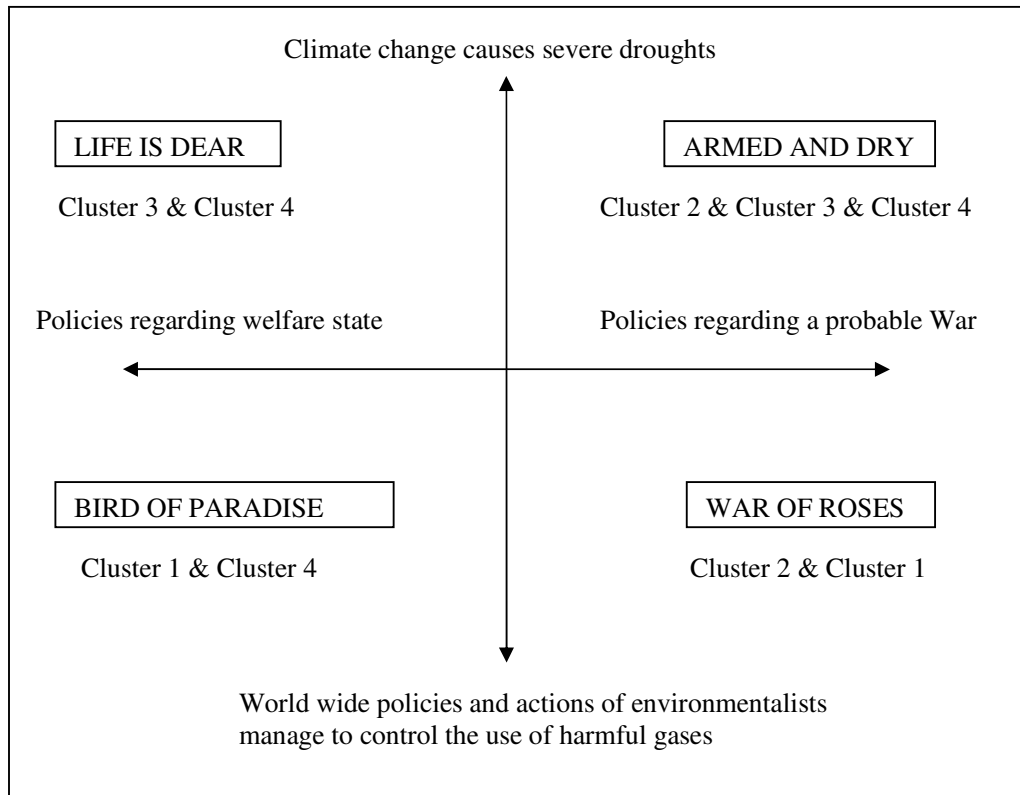 Climate change causes severe droughts
LIFE IS DEAR
ARMED AND DRY
Cluster 3 & Cluster 4
Cluster 2 & Cluster 3 & Cluster 4
Policies regarding welfare state
Policies regarding a probable War
BIRD OF PARADISE
WAR OF ROSES
Cluster 1 & Cluster 4
Cluster 2 & Cluster 1
World wide policies and actions of environmentalists
manage to control the use of harmful gases